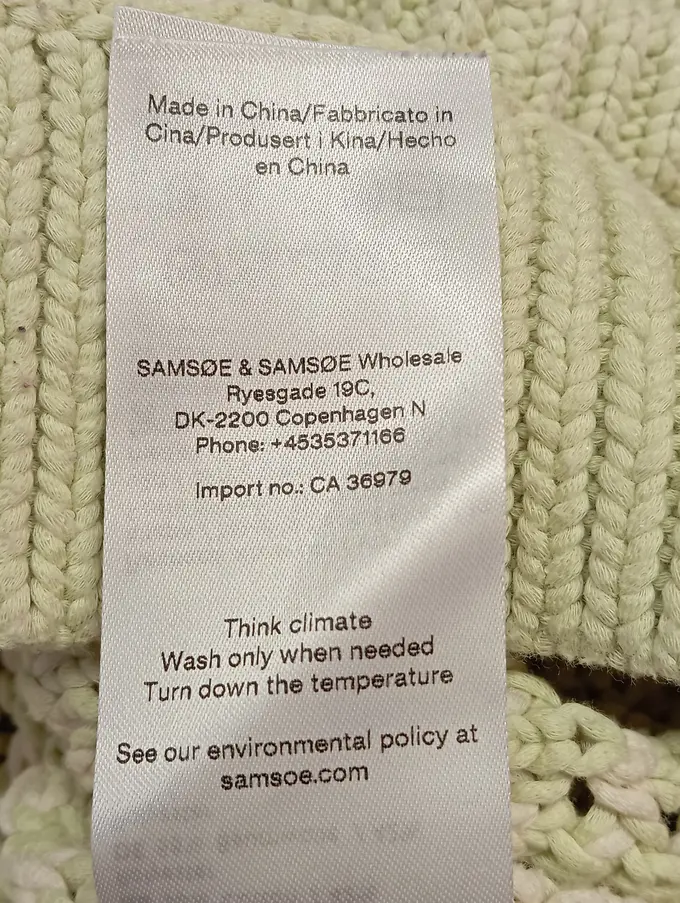 Made in China/Fabbricato in
Cina/Produsert i Kina/Hecho
en China
SAMSØE & SAMSØE Wholesale
Ryesgade 19C,
DK-2200 Copenhagen N
Phone: +4535371166
Import no.: CA 36979
Think climate
Wash only when needed
Turn down the temperature
See our environmental policy at
samsoe.com